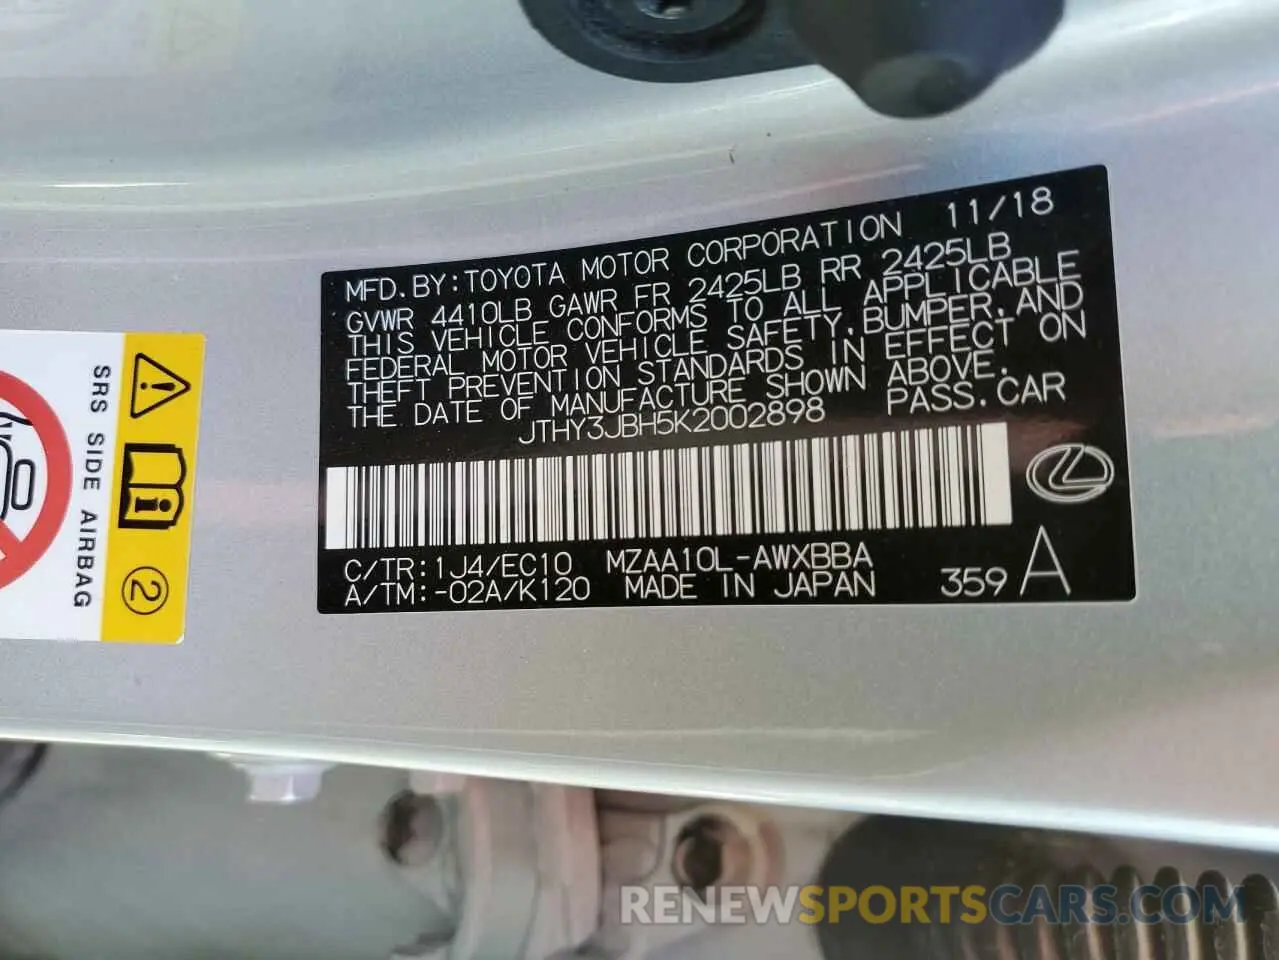 MFD.BY:TOYOTA MOTOR CORPORATION 11/18
GVWR 4410LB GAWR FR 2425LB RR 2425LB
THIS VEHICLE CONFORMS TO ALL APPLICABLE
FEDERAL MOTOR VEHICLE SAFETY,BUMPER,AND
THEFT PREVENTION STANDARDS IN EFFECT ON
THE DATE OF MANUFACTURE SHOWN ABOVE.
JTHY3JBH5K2002898 PASS.CAR
C/TR:1J4/EC10 MZAA10L-AWXBBA
A/TM:-02A/K120 MADE IN JAPAN 359 A
SRS SIDE AIRBAG
2
RENEWSPORTSCARS.COM